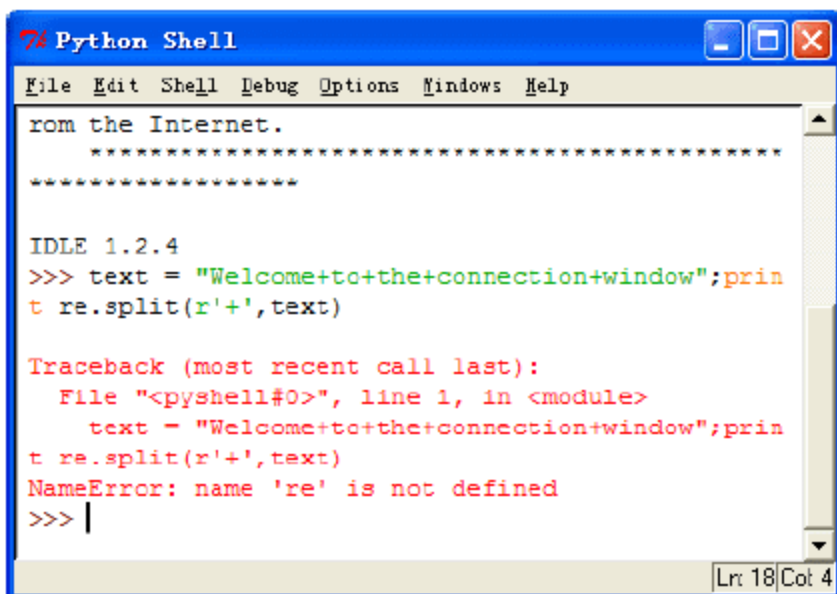 Python Shell
File Edit Shell Debug Options Windows Help
rom the Internet.
**********************************************
******************
IDLE 1.2.4
>>> text = "Welcome+to+the+connection+window";prin
t re.split(r'+',text)
Traceback (most recent call last):
  File "<pyshell#0>", line 1, in <module>
    text = "Welcome+to+the+connection+window";prin
t re.split(r'+',text)
NameError: name 're' is not defined
>>>
Ln: 18 Col: 4